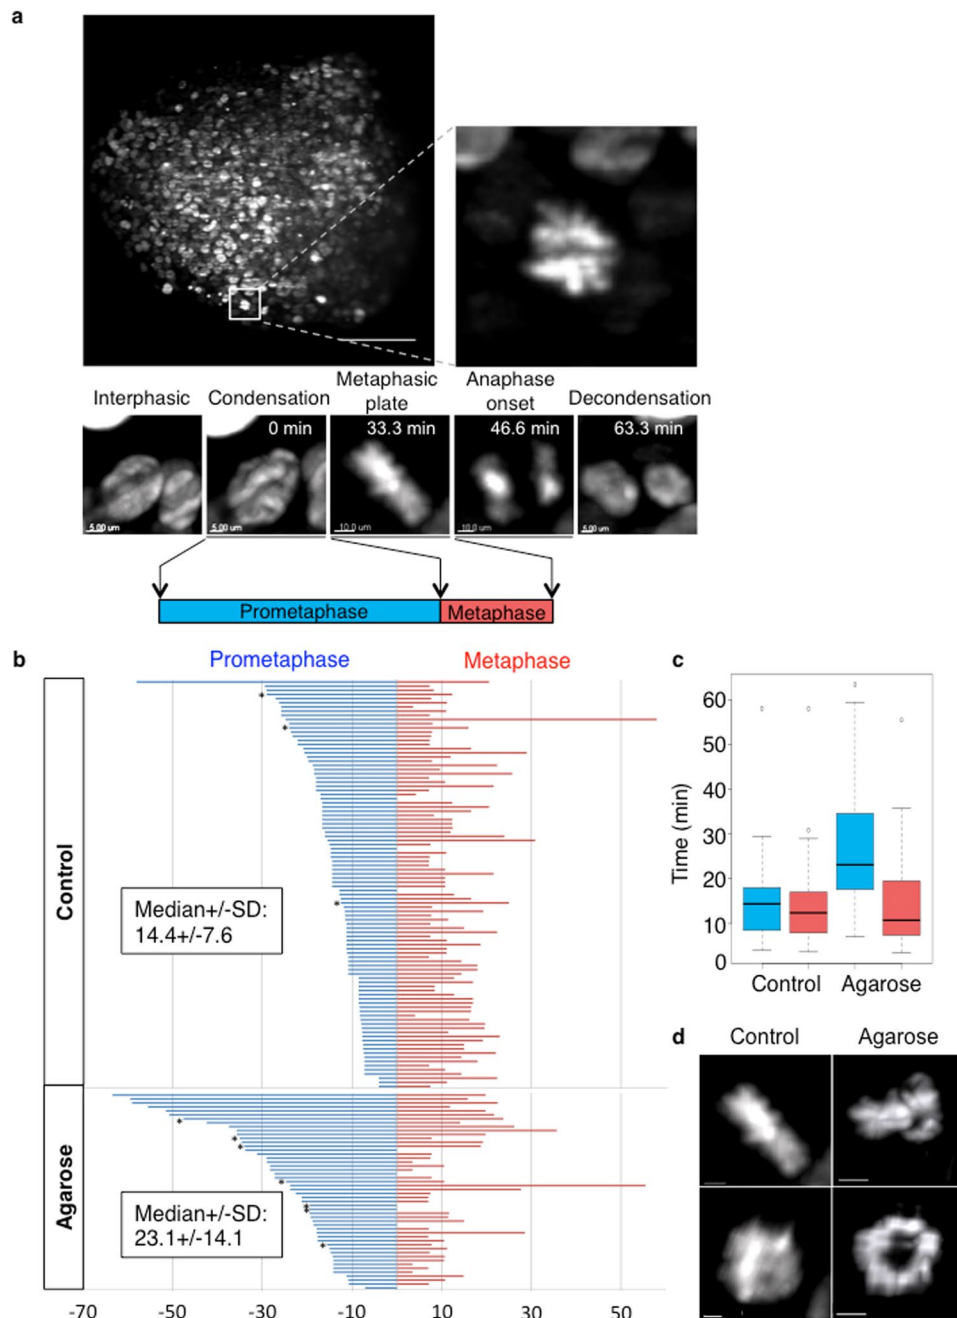 a
Interphasic
Condensation
Metaphasic
plate
Anaphase
onset
Decondensation
0 min
33.3 min
46.6 min
63.3 min
5.00 um
5.00 um
10.0 um
10.0 um
5.00 um
Prometaphase
Metaphase
b
Prometaphase
Metaphase
Control
Median+/-SD:
14.4+/-7.6
Agarose
Median+/-SD:
23.1+/-14.1
-70 -50 -30 -10 10 30 50
c
Time (min)
60
50
40
30
20
10
0
Control Agarose
d
Control Agarose